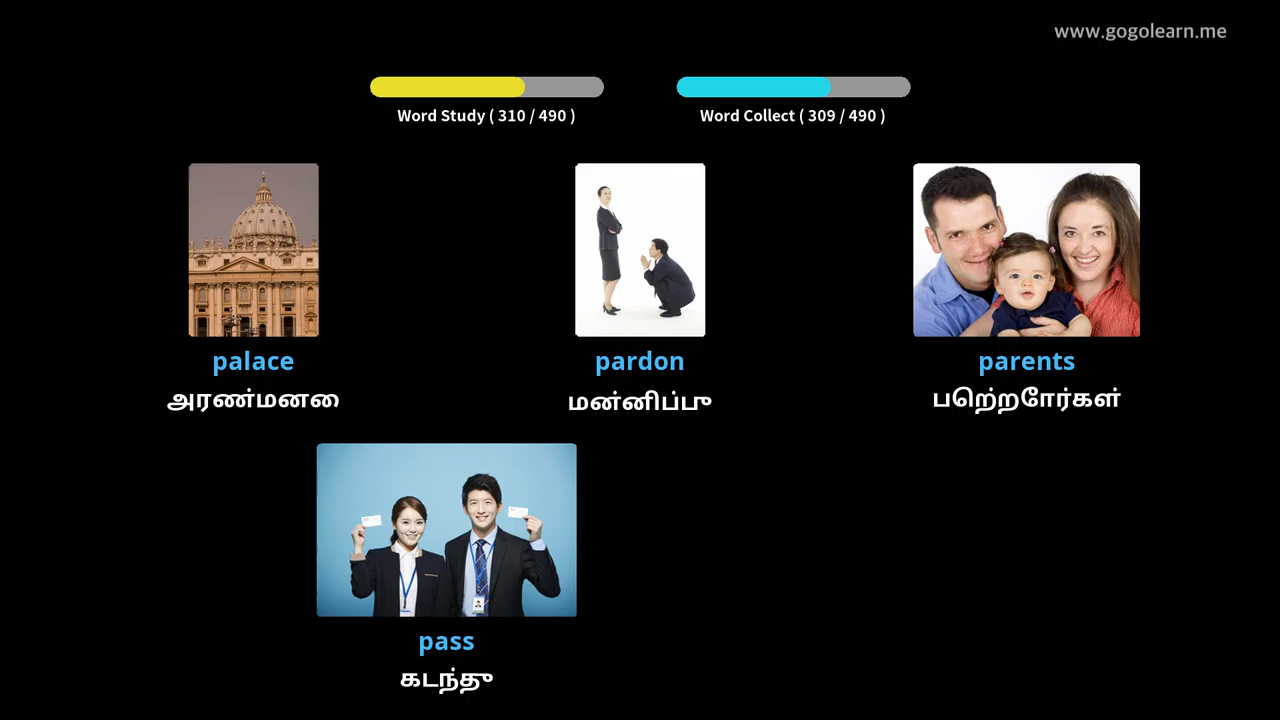 www.gogolearn.me
Word Study ( 310 / 490 )
Word Collect ( 309 / 490 )
palace
pardon
parents
அரண்மனை
மன்னிப்பு
பெற்றோர்கள்
pass
கடந்து